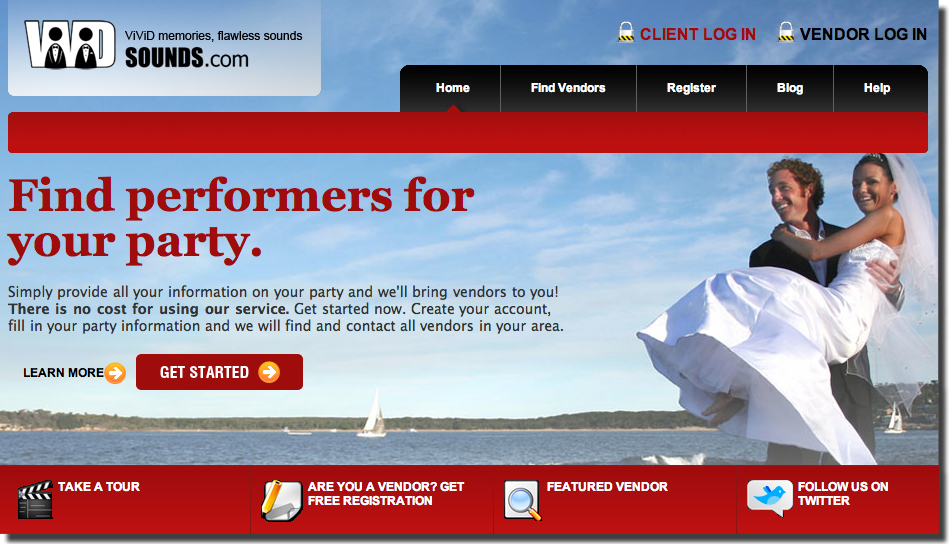 ViViD
ViViD memories, flawless sounds
SOUNDS.com
CLIENT LOG IN
VENDOR LOG IN
Home
Find Vendors
Register
Blog
Help
Find performers for
your party.
Simply provide all your information on your party and we'll bring vendors to you!
There is no cost for using our service. Get started now. Create your account,
fill in your party information and we will find and contact all vendors in your area.
LEARN MORE
GET STARTED
TAKE A TOUR
ARE YOU A VENDOR? GET
FREE REGISTRATION
FEATURED VENDOR
FOLLOW US ON
TWITTER